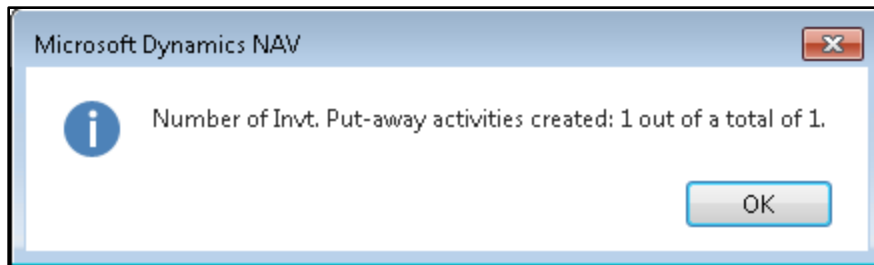 Microsoft Dynamics NAV
Number of Invt. Put-away activities created: 1 out of a total of 1.
OK